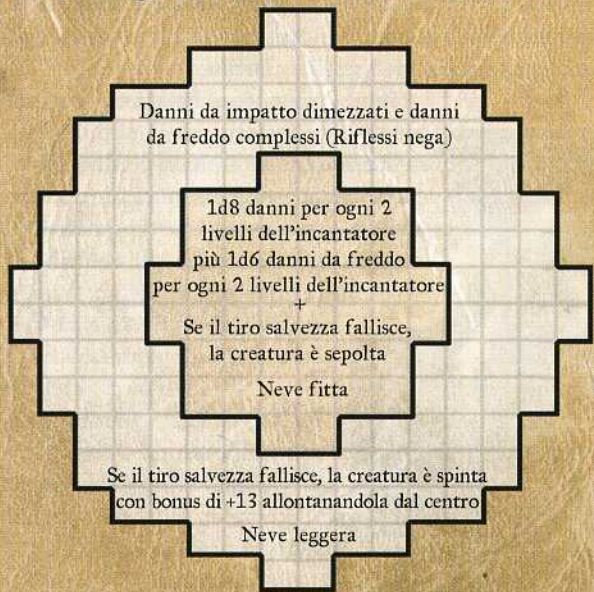 Danni da impatto dimezzati e danni
da freddo complessi (Riflessi nega)
1d8 danni per ogni 2
livelli dell'incantatore
più 1d6 danni da freddo
per ogni 2 livelli dell'incantatore
+
Se il tiro salvezza fallisce,
la creatura è sepolta
Neve fitta
Se il tiro salvezza fallisce, la creatura è spinta
con bonus di +13 allontanandola dal centro
Neve leggera